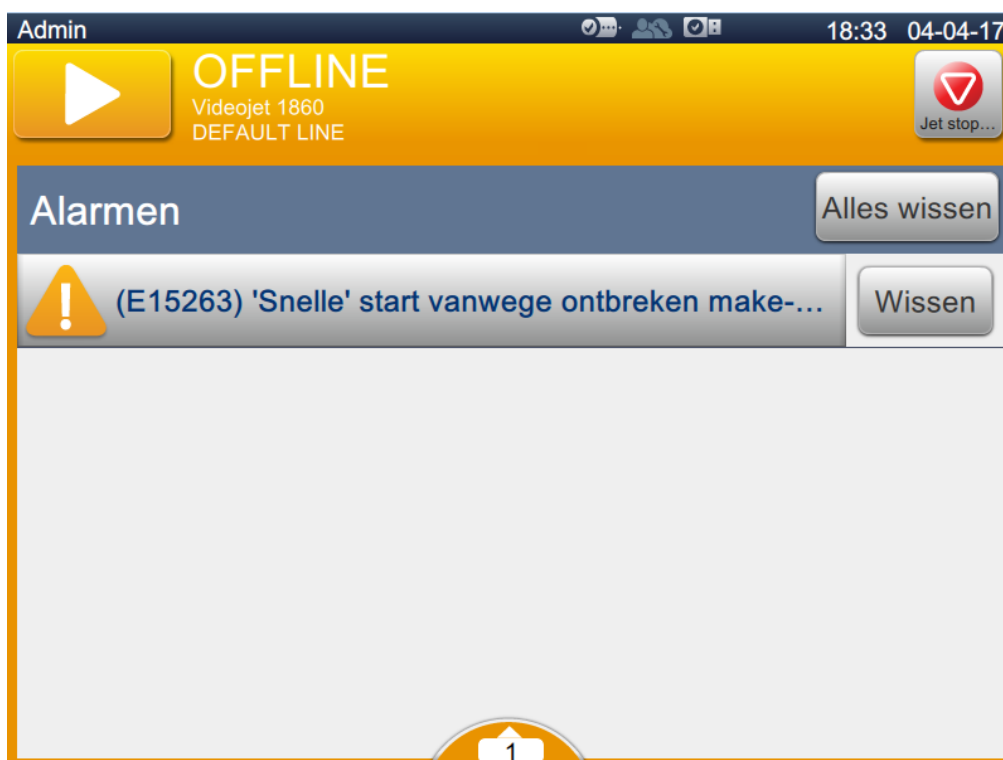 Admin
18:33 04-04-17
OFFLINE
Videojet 1860
DEFAULT LINE
Jet stop...
Alarmen
Alles wissen
(E15263) 'Snelle' start vanwege ontbreken make-...
Wissen
1